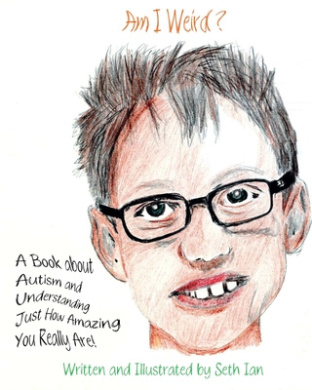 Am I Weird?
A Book about
Autism and
Understanding
Just How Amazing
You Really Are!
Written and Illustrated by Seth Ian